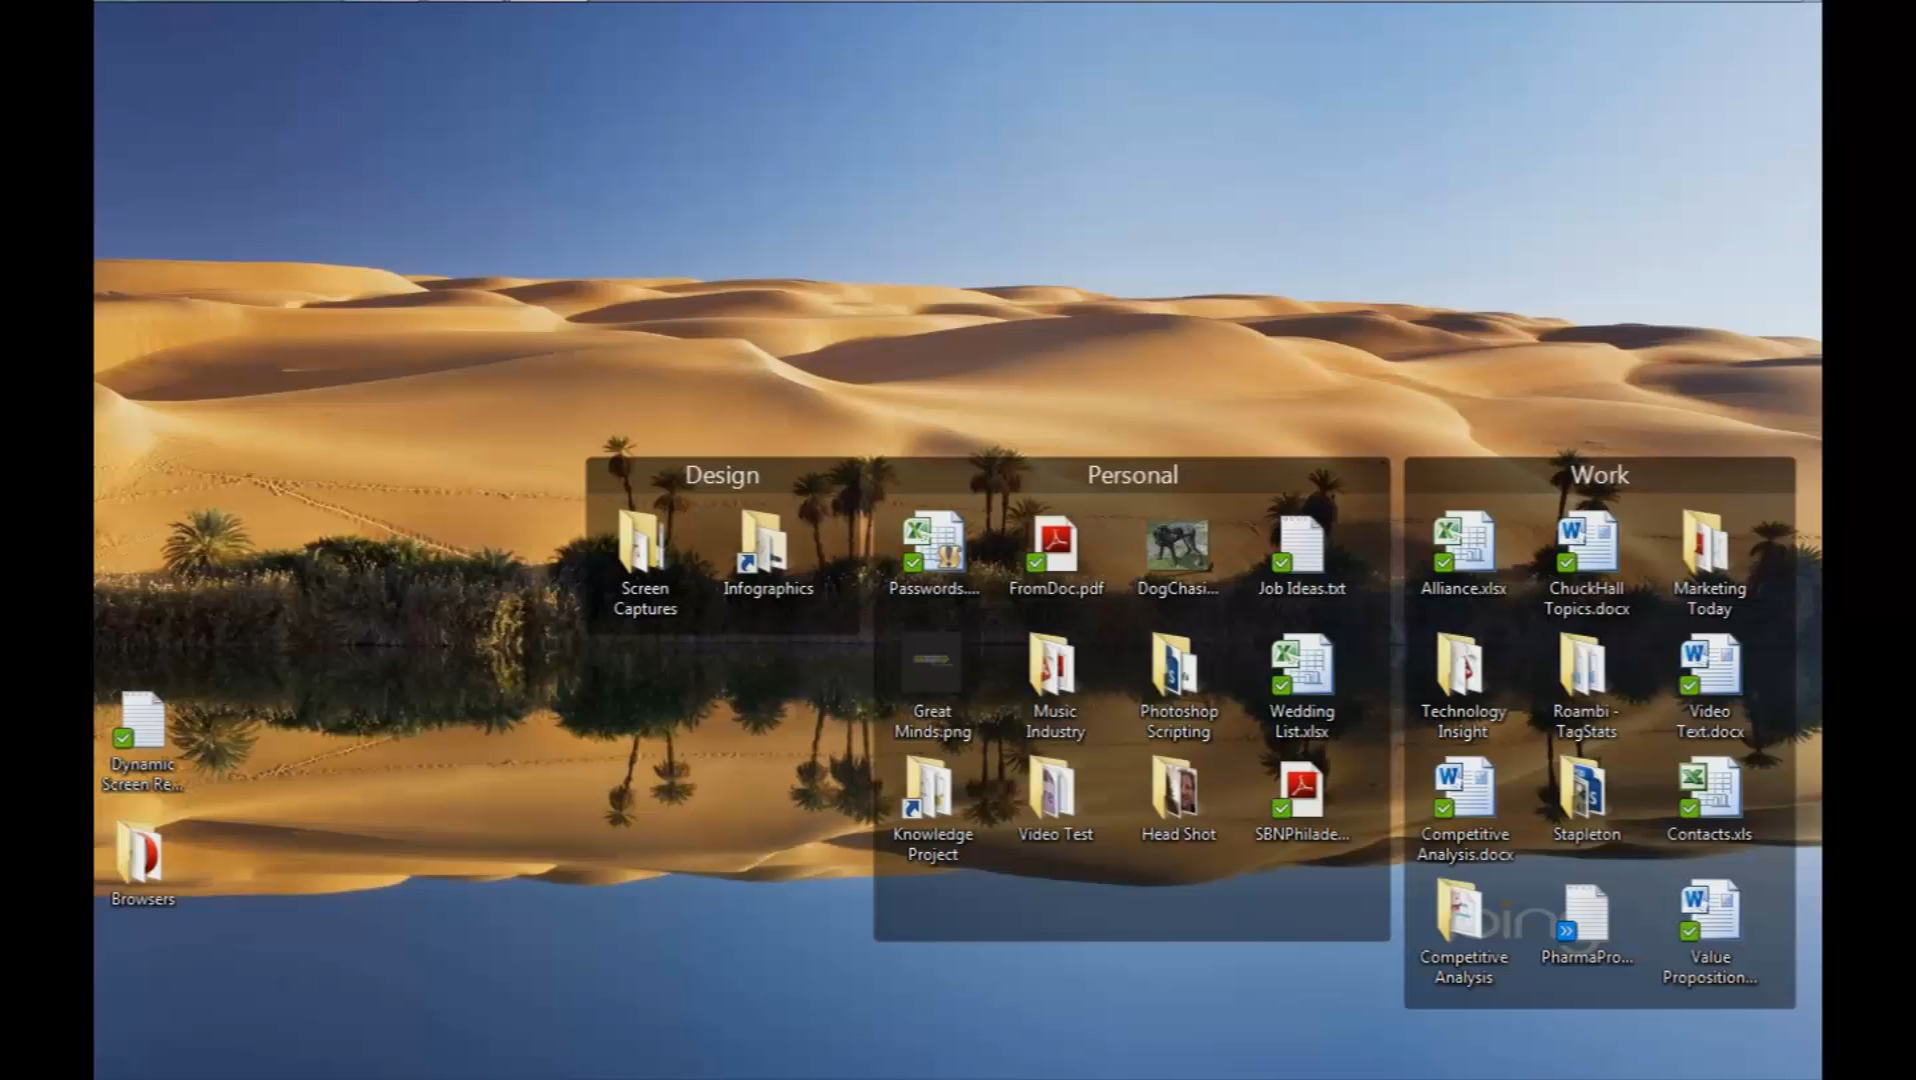 Design
Personal
Work
Screen
Captures
Infographics
Passwords....
FromDoc.pdf
DogChasi...
Job Ideas.txt
Alliance.xlsx
ChuckHall
Topics.docx
Marketing
Today
Great
Minds.png
Music
Industry
Photoshop
Scripting
Wedding
List.xlsx
Technology
Insight
Roambi -
TagStats
Video
Text.docx
Dynamic
Screen Re...
Knowledge
Project
Video Test
Head Shot
SBNPhilade...
Competitive
Analysis.docx
Stapleton
Contacts.xls
Browsers
bing
Competitive
Analysis
PharmaPro...
Value
Proposition...